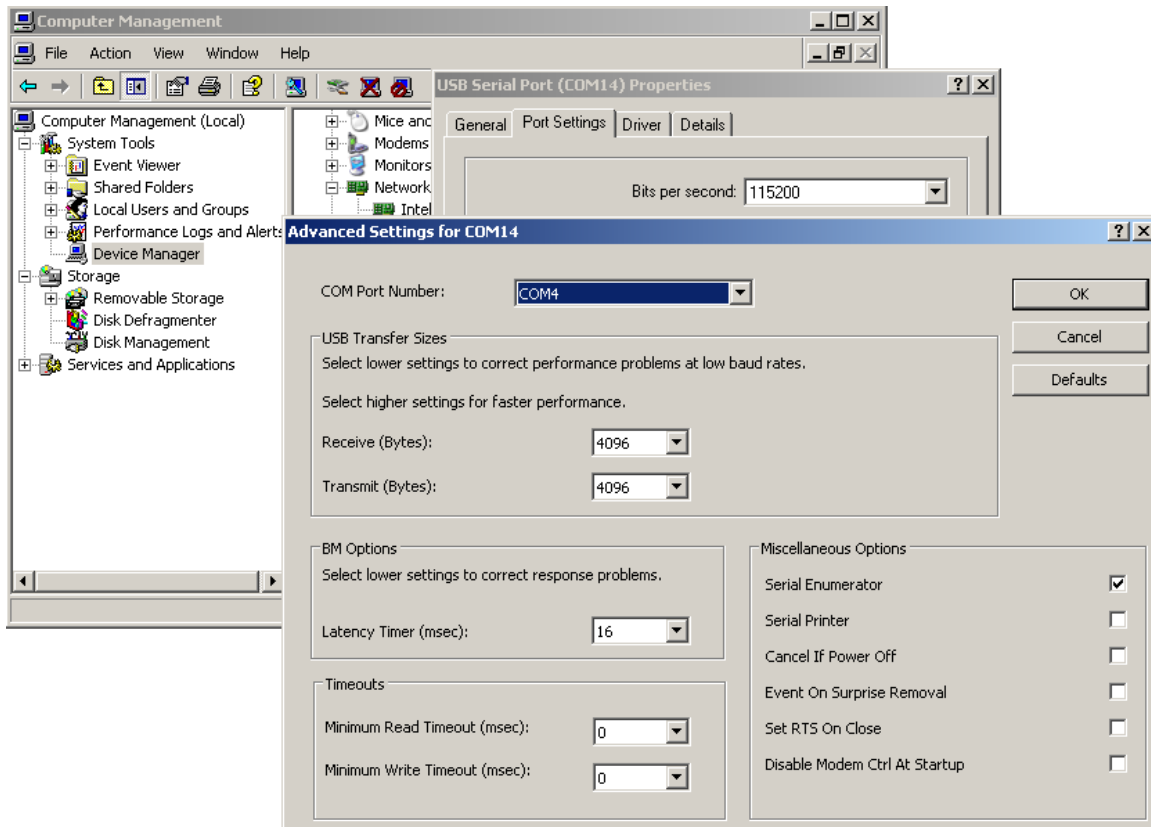 Computer Management
File Action View Window Help
USB Serial Port (COM14) Properties
General Port Settings Driver Details
Bits per second: 115200
Computer Management (Local)
System Tools
Event Viewer
Shared Folders
Local Users and Groups
Performance Logs and Alerts
Device Manager
Storage
Removable Storage
Disk Defragmenter
Disk Management
Services and Applications
Mice anc
Modems
Monitors
Network
Intel
Advanced Settings for COM14
COM Port Number: COM4
OK
Cancel
Defaults
USB Transfer Sizes
Select lower settings to correct performance problems at low baud rates.
Select higher settings for faster performance.
Receive (Bytes): 4096
Transmit (Bytes): 4096
BM Options
Select lower settings to correct response problems.
Latency Timer (msec): 16
Timeouts
Minimum Read Timeout (msec): 0
Minimum Write Timeout (msec): 0
Miscellaneous Options
Serial Enumerator
Serial Printer
Cancel If Power Off
Event On Surprise Removal
Set RTS On Close
Disable Modem Ctrl At Startup